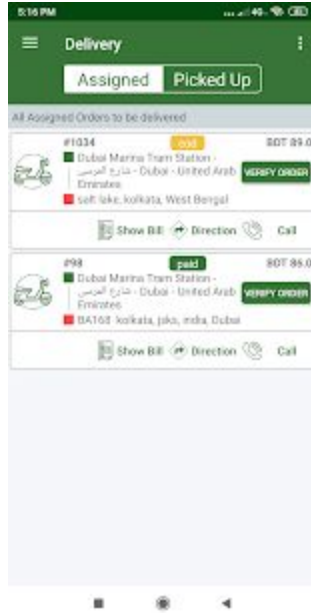 5:16 PM
4G
Delivery
Assigned
Picked Up
All Assigned Orders to be delivered
#1034
cod
BDT 89.0
Dubai Marina Tram Station -
شارع المرسى - Dubai - United Arab
Emirates
VERIFY ORDER
salt lake, kolkata, West Bengal
Show Bill
Direction
Call
#98
paid
BDT 86.0
Dubai Marina Tram Station -
شارع المرسى - Dubai - United Arab
Emirates
VERIFY ORDER
BA168 kolkata, joka, india, Dubai
Show Bill
Direction
Call